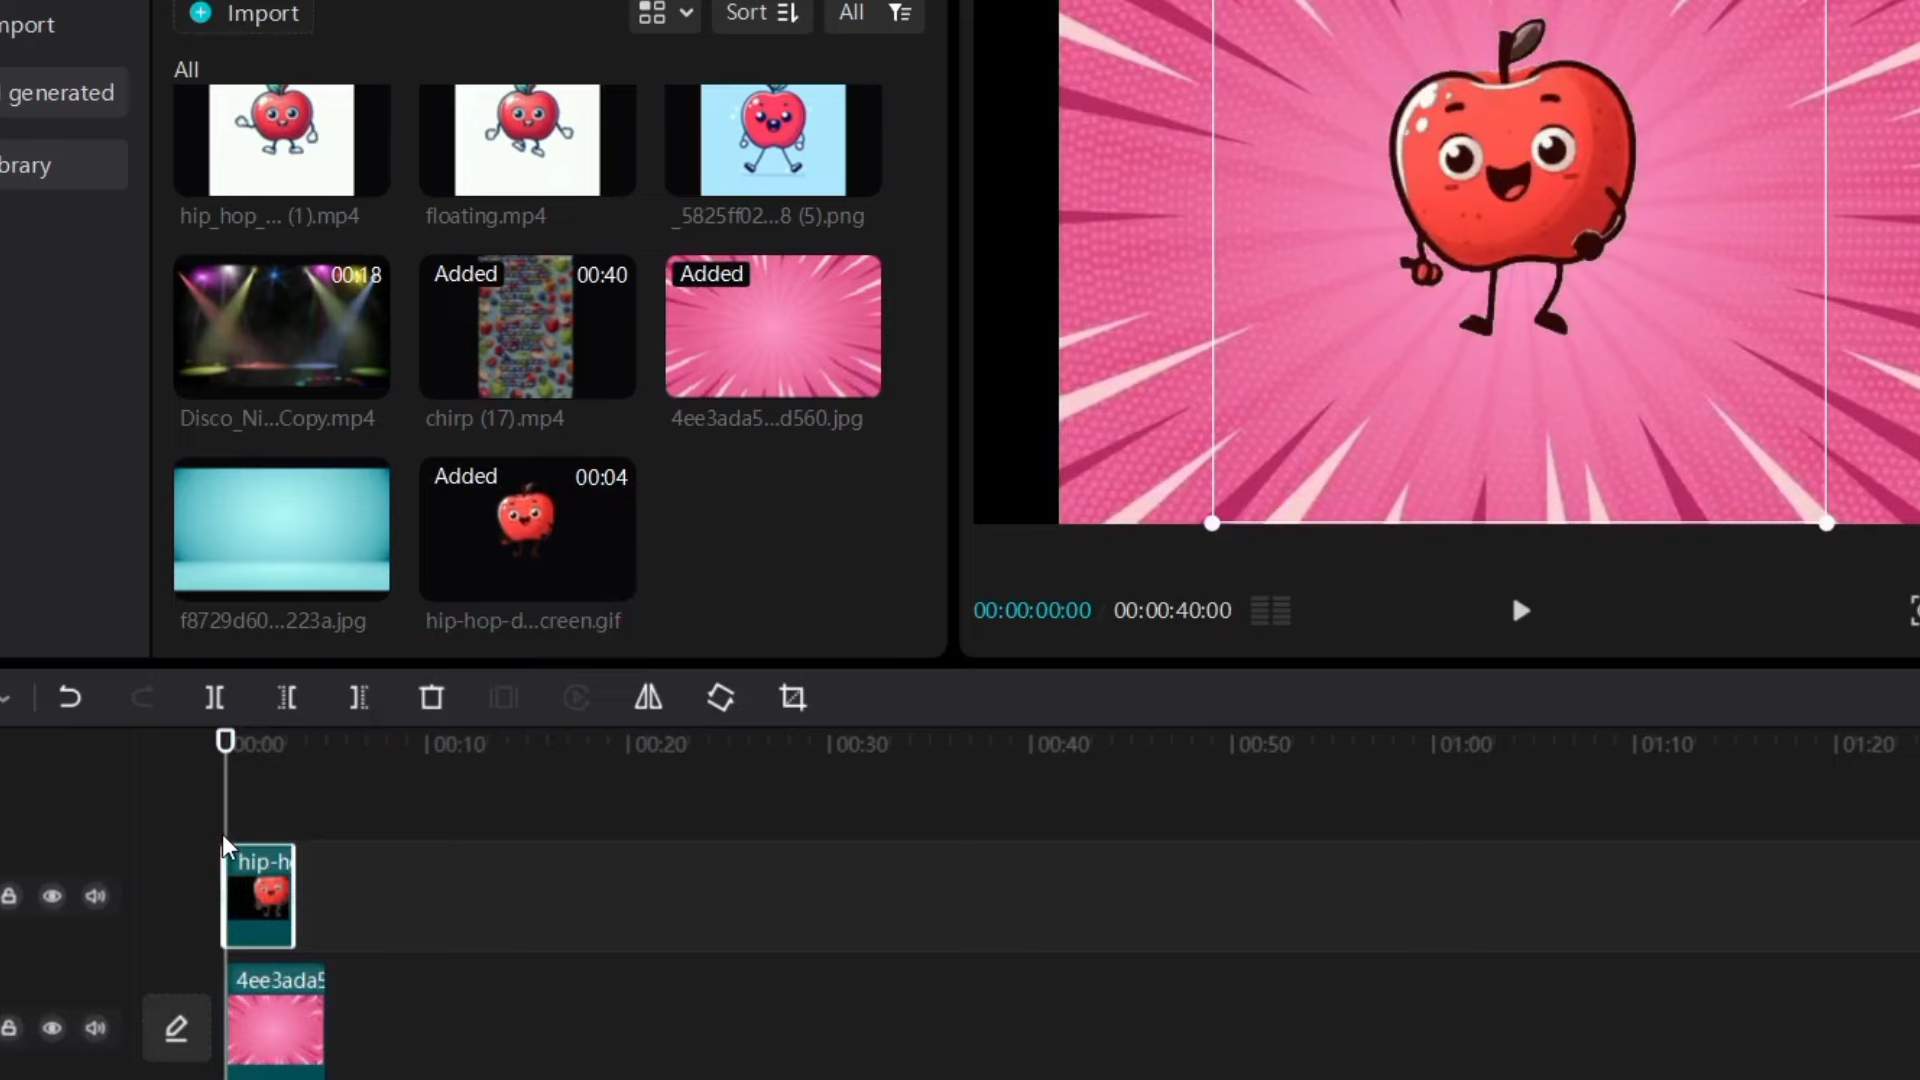 mport
Import
Sort
All
All
generated
brary
hip_hop_... (1).mp4
floating.mp4
_5825ff02...8 (5).png
00:18
Added
00:40
Added
Disco_Ni...Copy.mp4
chirp (17).mp4
4ee3ada5...d560.jpg
Added
00:04
f8729d60...223a.jpg
hip-hop-d...creen.gif
00:00:00:00
00:00:40:00
00:00
00:10
00:20
00:30
00:40
00:50
01:00
01:10
01:20
hip-h
4ee3ada5